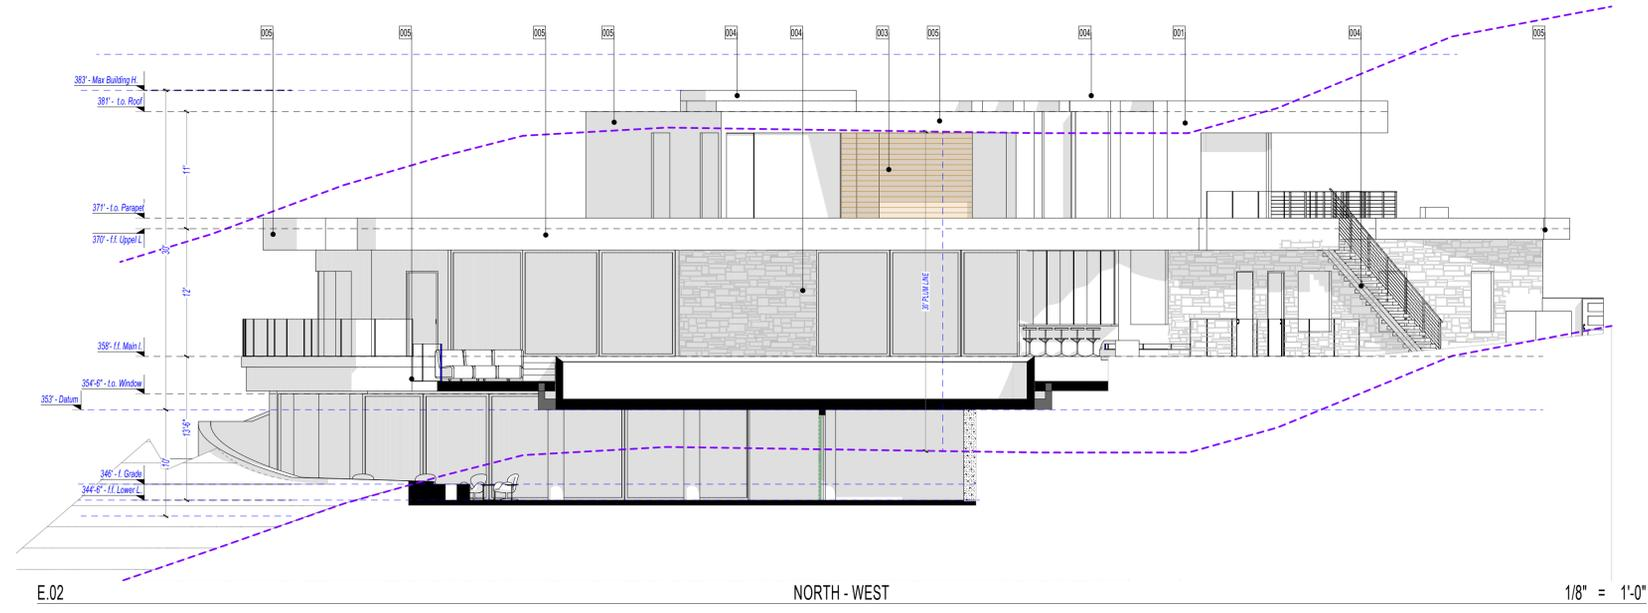 005 005 005 005 004 004 003 005 004 001 004 005
383' - Max Building H.
381' - t.o. Roof
11'
371' - t.o. Parapet
370' - f.f. Uppel L
30'
12'
30' PLUM LINE
358'- f.f. Main l.
354'-6" - t.o. Window
353' - Datum
13'-6"
10'
346' - f. Grade
344'-6" - f.f. Lower L.
E.02 NORTH - WEST 1/8" = 1'-0"